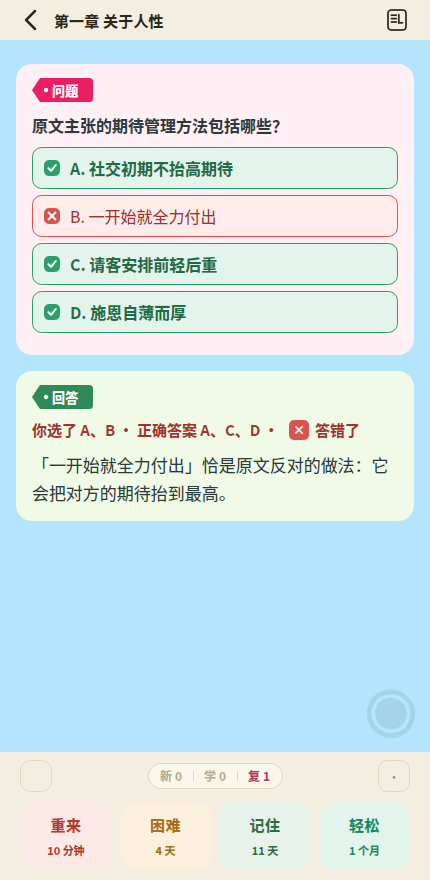 第一章 关于人性
• 问题
原文主张的期待管理方法包括哪些?
A. 社交初期不抬高期待
B. 一开始就全力付出
C. 请客安排前轻后重
D. 施恩自薄而厚
• 回答
你选了 A、B • 正确答案 A、C、D • 答错了
「一开始就全力付出」恰是原文反对的做法：它
会把对方的期待抬到最高。
新 0 学 0 复 1
重来 困难 记住 轻松
10 分钟 4 天 11 天 1 个月